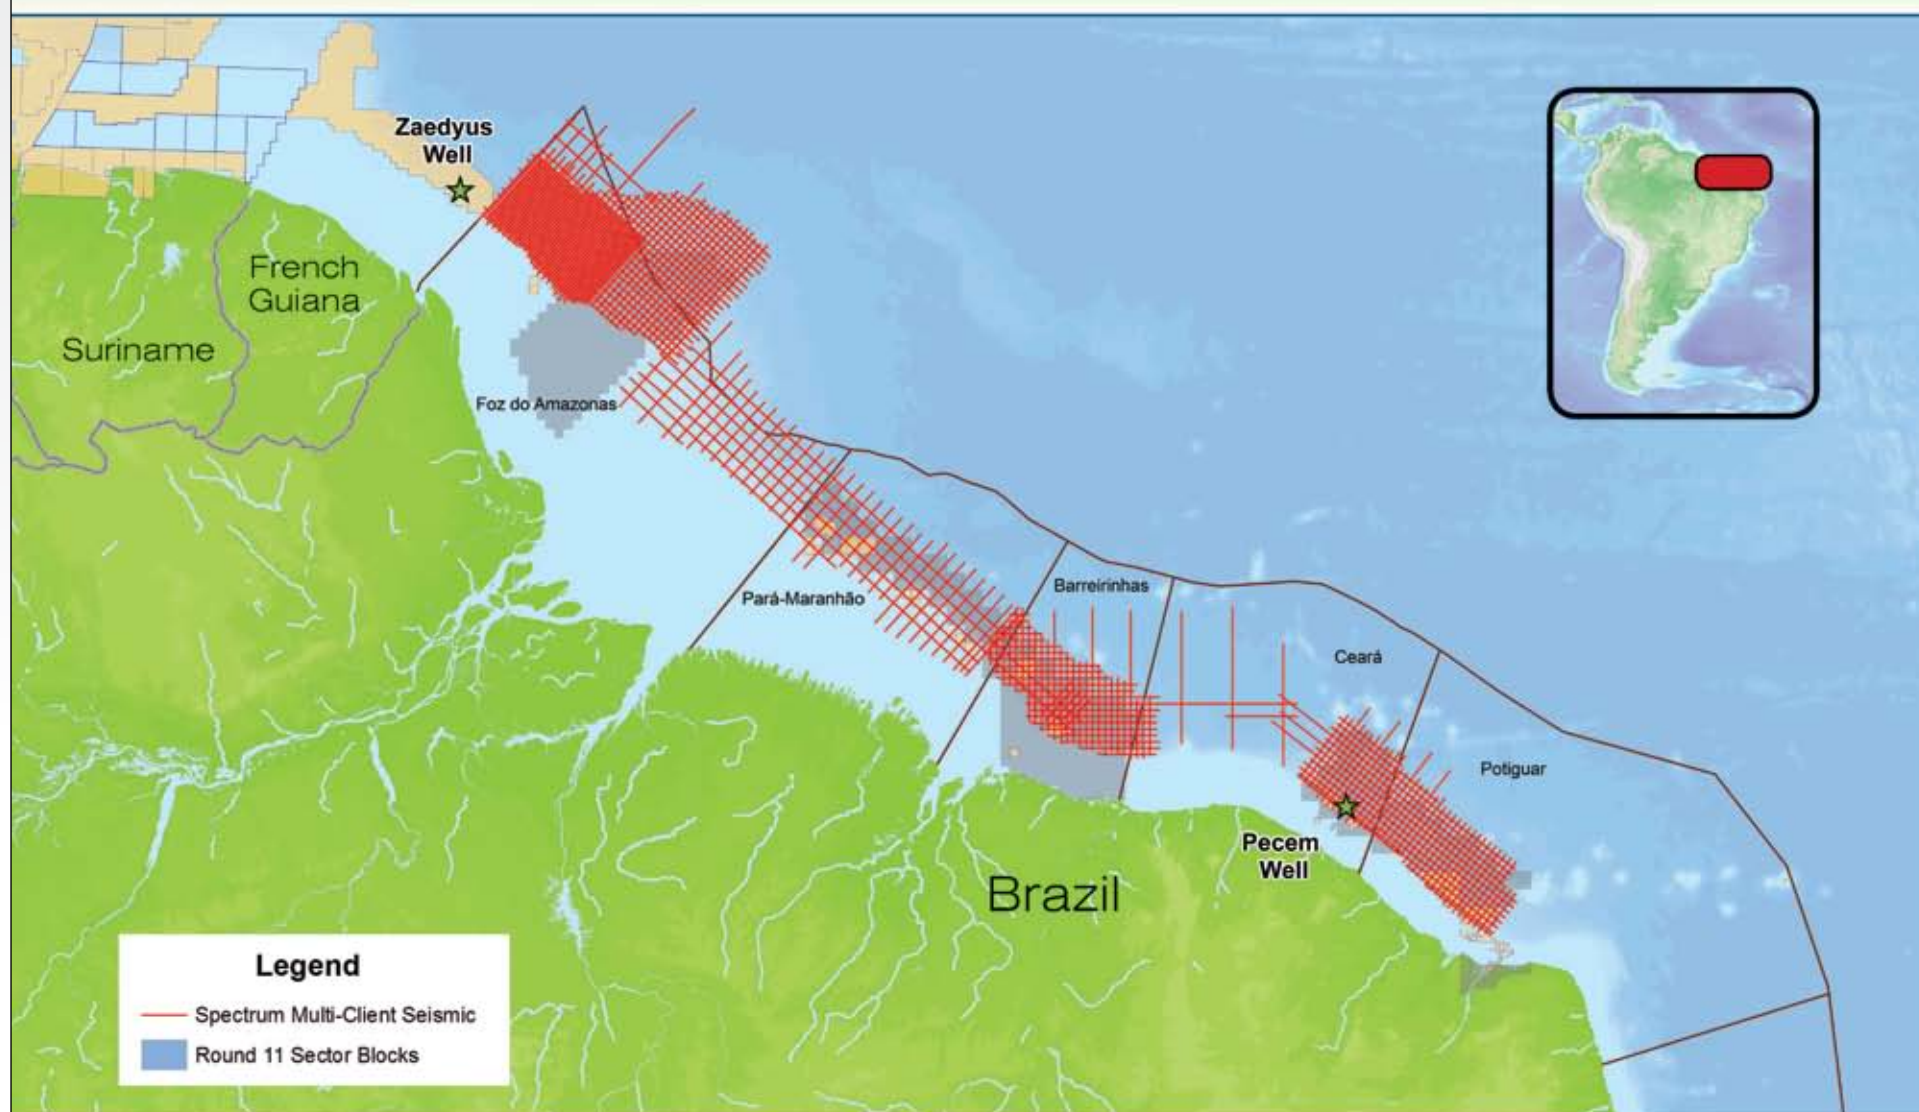 Zaedyus
Well
French
Guiana
Suriname
Foz do Amazonas
Pará-Maranhão
Barreirinhas
Ceará
Potiguar
Pecem
Well
Brazil
Legend
Spectrum Multi-Client Seismic
Round 11 Sector Blocks